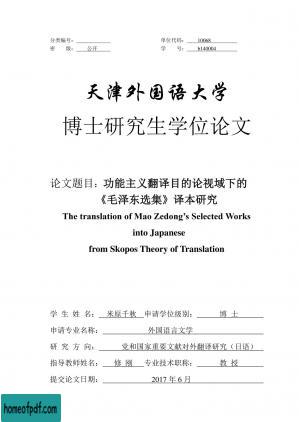 分类编号: 单位代码: 10068
密 级: 公开 学 号: 6140004
天津外国语大学
博士研究生学位论文
论文题目: 功能主义翻译目的论视域下的
《毛泽东选集》译本研究
The translation of Mao Zedong's Selected Works
into Japanese
from Skopos Theory of Translation
学 生 姓 名: 米原千秋 申请学位级别: 博 士
申请专业名称: 外国语言文学
研 究 方 向: 党和国家重要文献对外翻译研究（日语）
指导教师姓名: 修 刚 专业技术职称: 教 授
提交论文日期: 2017 年 6 月
homeofpdf.com
homeofpdf.com